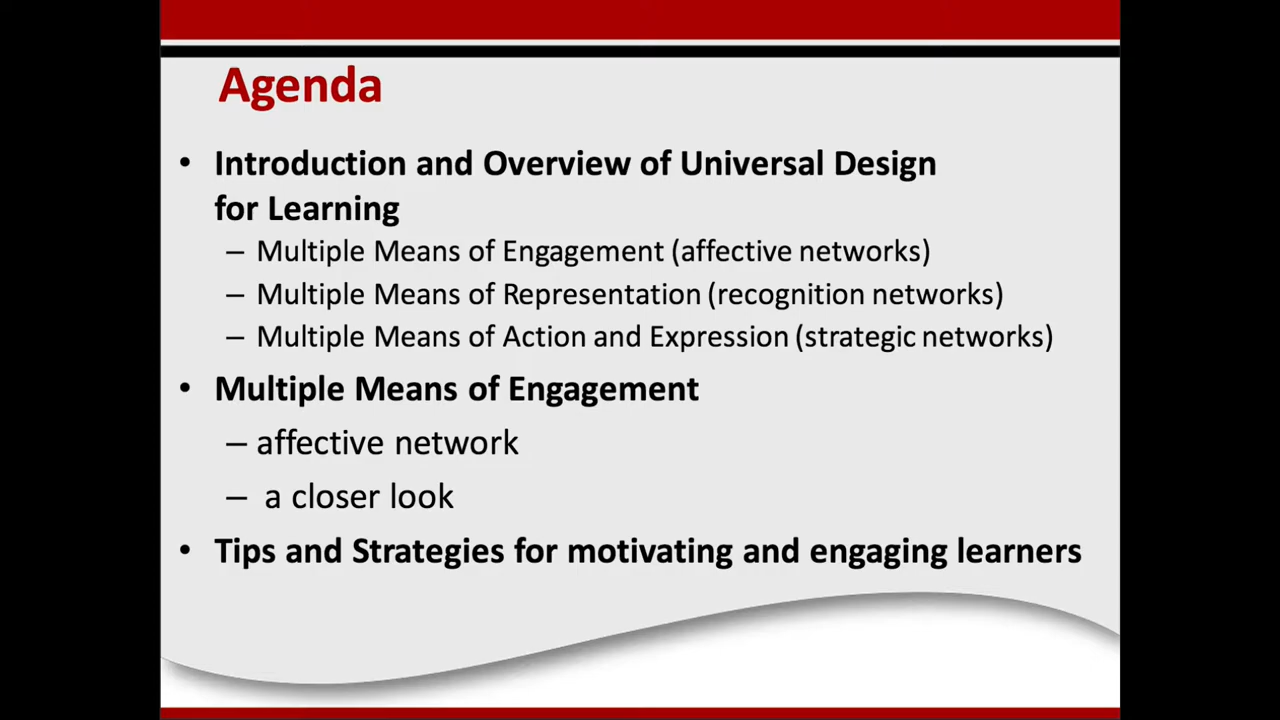 Agenda
• Introduction and Overview of Universal Design
for Learning
– Multiple Means of Engagement (affective networks)
– Multiple Means of Representation (recognition networks)
– Multiple Means of Action and Expression (strategic networks)
• Multiple Means of Engagement
– affective network
– a closer look
• Tips and Strategies for motivating and engaging learners